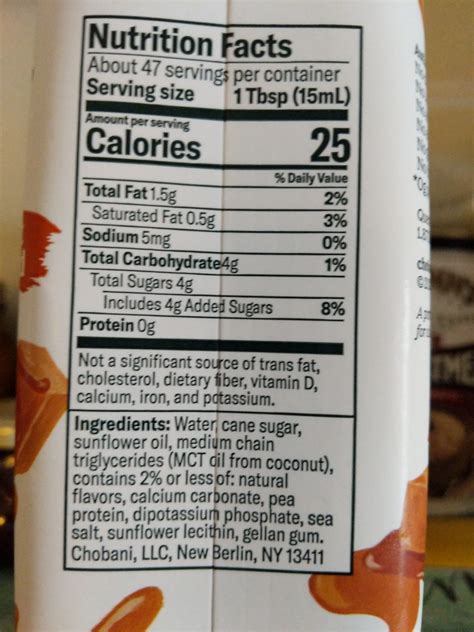 Nutrition Facts
About 47 servings per container
Serving size 1 Tbsp (15mL)
Amount per serving
Calories 25
% Daily Value
Total Fat 1.5g 2%
Saturated Fat 0.5g 3%
Sodium 5mg 0%
Total Carbohydrate 4g 1%
Total Sugars 4g
Includes 4g Added Sugars 8%
Protein 0g
Not a significant source of trans fat,
cholesterol, dietary fiber, vitamin D,
calcium, iron, and potassium.
Ingredients: Water, cane sugar,
sunflower oil, medium chain
triglycerides (MCT oil from coconut),
contains 2% or less of: natural
flavors, calcium carbonate, pea
protein, dipotassium phosphate, sea
salt, sunflower lecithin, gellan gum.
Chobani, LLC, New Berlin, NY 13411